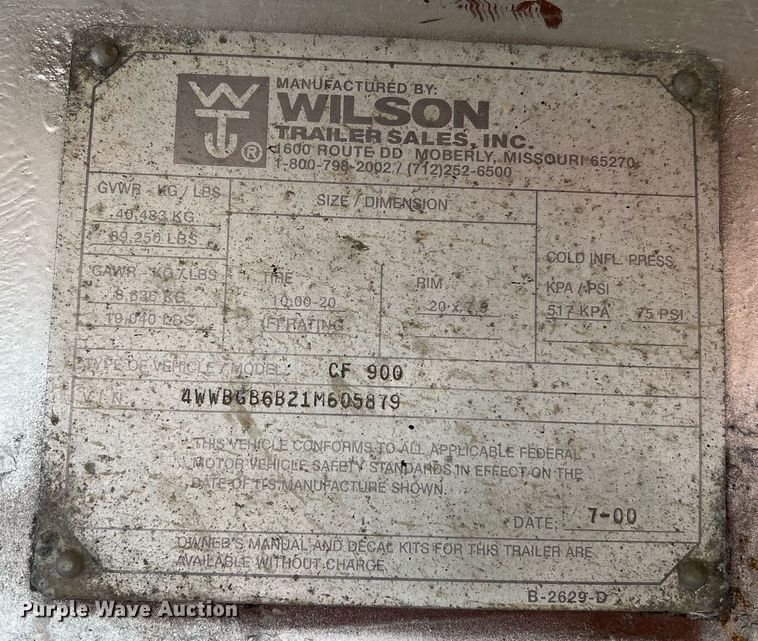 MANUFACTURED BY:
WILSON
TRAILER SALES, INC.
1600 ROUTE DD MOBERLY, MISSOURI 65270
1-800-798-2002 / (712)252-6500
WT ®
GVWR - KG / LBS SIZE / DIMENSION
40,483 KG
89,250 LBS
GAWR - KG / LBS TIRE RIM COLD INFL. PRESS.
8,636 KG KPA / PSI
19,040 LBS 10.00-20 20 x 7.5 517 KPA 75 PSI
(F) RATING
TYPE OF VEHICLE / MODEL: CF 900
V.I.N. 4WWBGB6B21M605879
THIS VEHICLE CONFORMS TO ALL APPLICABLE FEDERAL
MOTOR VEHICLE SAFETY STANDARDS IN EFFECT ON THE
DATE OF ITS MANUFACTURE SHOWN.
DATE: 7-00
OWNER'S MANUAL AND DECAL KITS FOR THIS TRAILER ARE
AVAILABLE WITHOUT CHARGE.
B-2629-D
Purple Wave Auction